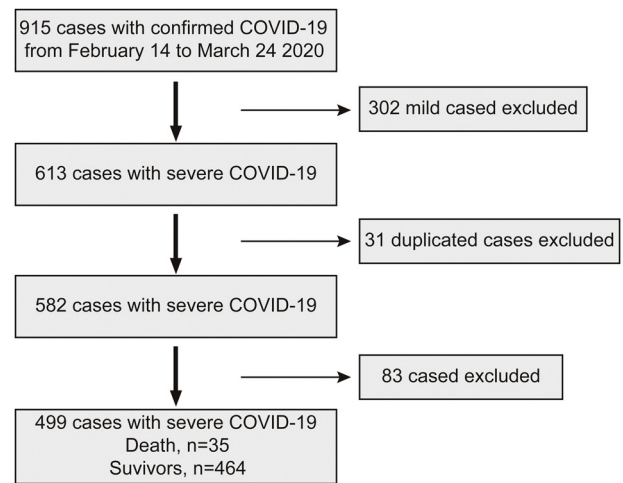 915 cases with confirmed COVID-19
from February 14 to March 24 2020
302 mild cased excluded
613 cases with severe COVID-19
31 duplicated cases excluded
582 cases with severe COVID-19
83 cased excluded
499 cases with severe COVID-19
Death, n=35
Suvivors, n=464